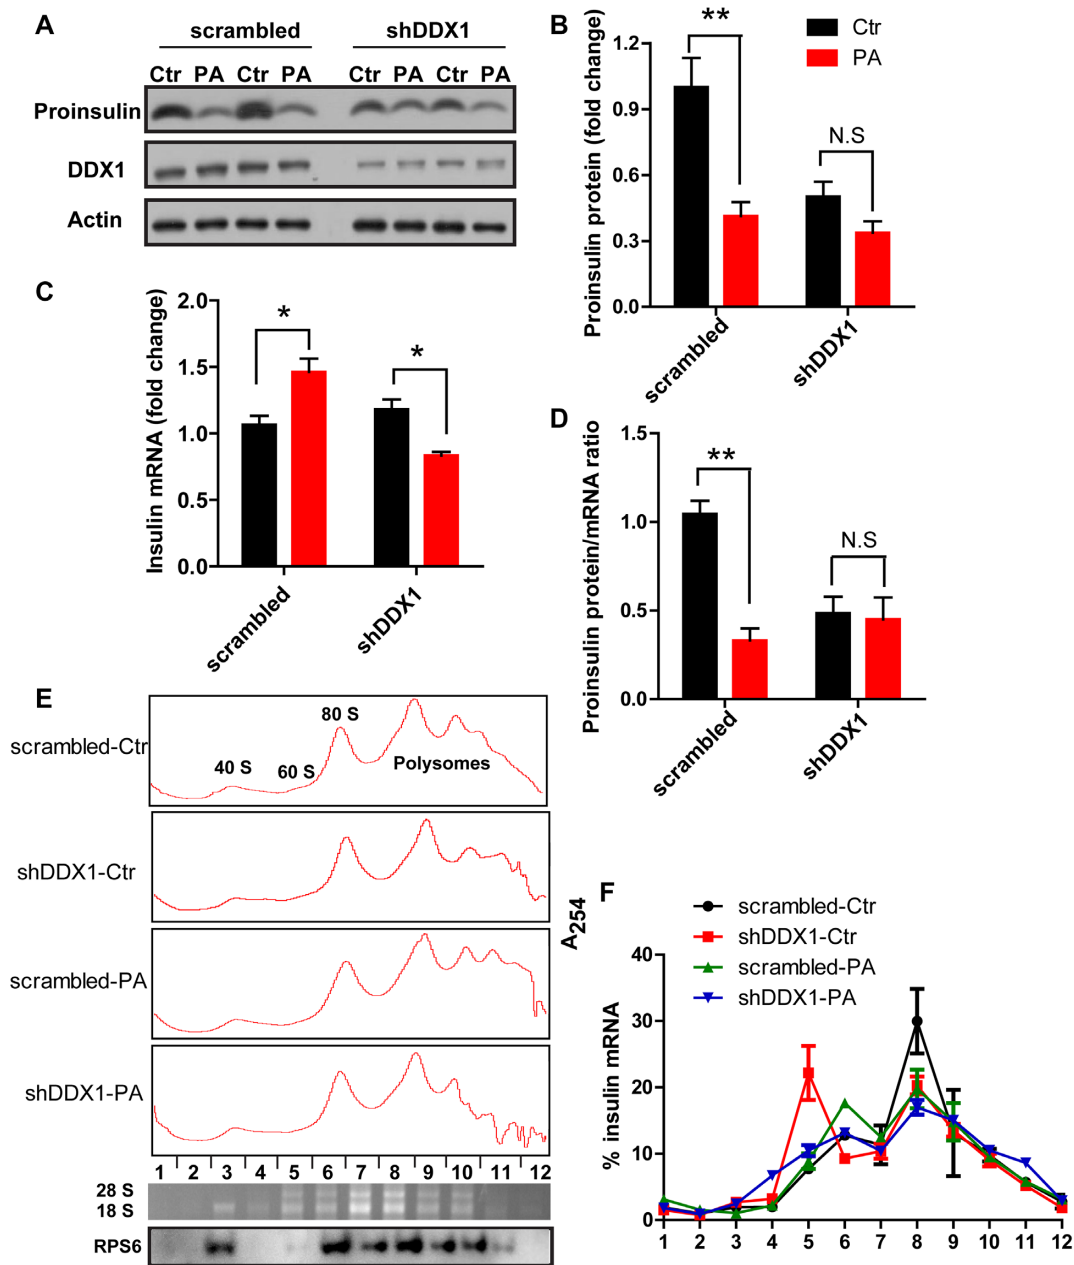 A
scrambled
shDDX1
Ctr PA Ctr PA
Ctr PA Ctr PA
Proinsulin
DDX1
Actin
B
Ctr
PA
**
N.S
Proinsulin protein (fold change)
1.2
0.9
0.6
0.3
0.0
scrambled
shDDX1
C
Insulin mRNA (fold change)
2.0
1.5
1.0
0.5
0.0
*
*
scrambled
shDDX1
D
Proinsulin protein/mRNA ratio
1.5
1.0
0.5
0.0
**
N.S
scrambled
shDDX1
E
scrambled-Ctr
40 S
60 S
80 S
Polysomes
shDDX1-Ctr
scrambled-PA
shDDX1-PA
A254
1 2 3 4 5 6 7 8 9 10 11 12
28 S
18 S
RPS6
F
scrambled-Ctr
shDDX1-Ctr
scrambled-PA
shDDX1-PA
% insulin mRNA
40
30
20
10
0
1 2 3 4 5 6 7 8 9 10 11 12